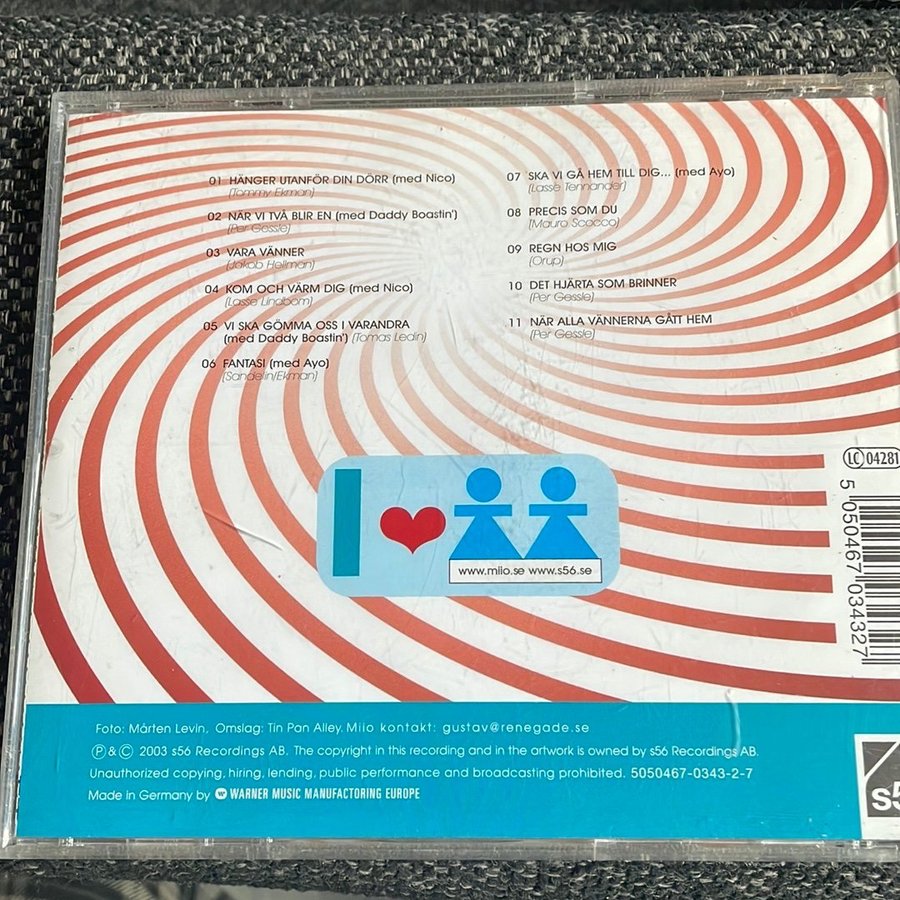 01 HÄNGER UTANFÖR DIN DÖRR (med Nico)
(Tommy Ekman)
02 NÄR VI TVÅ BLIR EN (med Daddy Boastin')
(Per Gessle)
03 VARA VÄNNER
(Jakob Hellman)
04 KOM OCH VÄRM DIG (med Nico)
(Lasse Lindbom)
05 VI SKA GÖMMA OSS I VARANDRA
(med Daddy Boastin') (Tomas Ledin)
06 FANTASI (med Ayo)
(Sandelin/Ekman)
07 SKA VI GÅ HEM TILL DIG... (med Ayo)
(Lasse Tennander)
08 PRECIS SOM DU
(Mauro Scocco)
09 REGN HOS MIG
(Orup)
10 DET HJÄRTA SOM BRINNER
(Per Gessle)
11 NÄR ALLA VÄNNERNA GÅTT HEM
(Per Gessle)
LC 04281
5 050467 034327
I
www.miio.se www.s56.se
Foto: Mårten Levin, Omslag: Tin Pan Alley. Miio kontakt: gustav@renegade.se
Ⓟ & © 2003 s56 Recordings AB. The copyright in this recording and in the artwork is owned by s56 Recordings AB.
Unauthorized copying, hiring, lending, public performance and broadcasting prohibited. 5050467-0343-2-7
Made in Germany by WARNER MUSIC MANUFACTORING EUROPE
s5